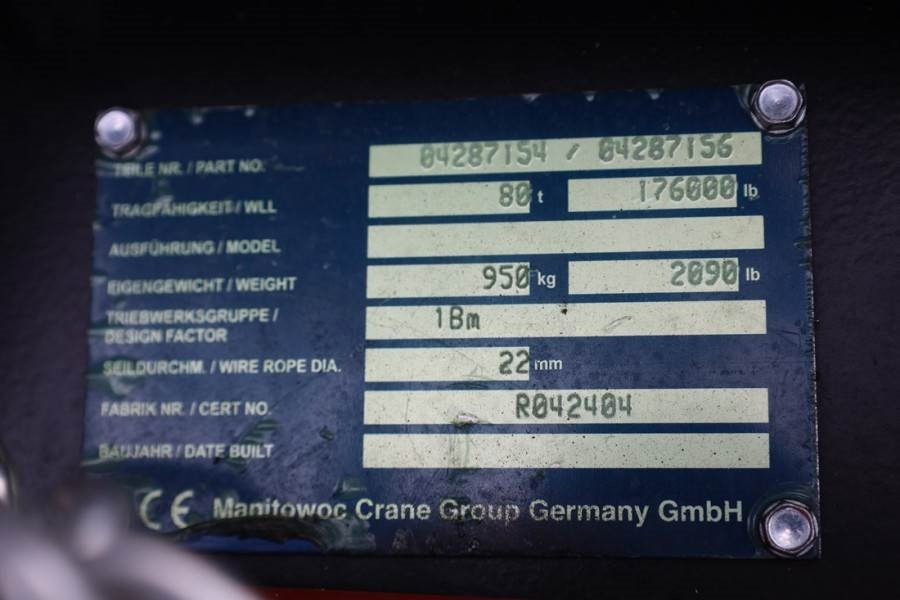 TEILE NR. / PART NO. 04287154 / 04287156
TRAGFÄHIGKEIT / WLL 80 t 176000 lb
AUSFÜHRUNG / MODEL
EIGENGEWICHT / WEIGHT 950 kg 2090 lb
TRIEBWERKSGRUPPE /
DESIGN FACTOR 1Bm
SEILDURCHM. / WIRE ROPE DIA. 22 mm
FABRIK NR. / CERT NO. R042404
BAUJAHR / DATE BUILT
CE Manitowoc Crane Group Germany GmbH